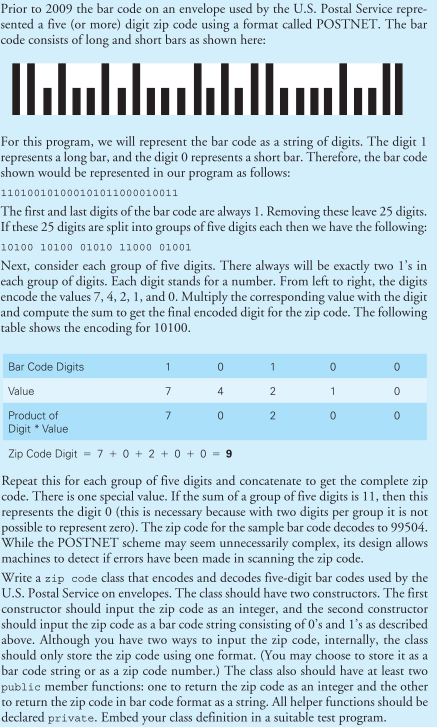 Prior to 2009 the bar code on an envelope used by the U.S. Postal Service repre-
sented a five (or more) digit zip code using a format called POSTNET. The bar
code consists of long and short bars as shown here:
For this program, we will represent the bar code as a string of digits. The digit 1
represents a long bar, and the digit 0 represents a short bar. Therefore, the bar code
shown would be represented in our program as follows:
110100101000101011000010011
The first and last digits of the bar code are always 1. Removing these leave 25 digits.
If these 25 digits are split into groups of five digits each then we have the following:
10100 10100 01010 11000 01001
Next, consider each group of five digits. There always will be exactly two 1's in
each group of digits. Each digit stands for a number. From left to right, the digits
encode the values 7, 4, 2, 1, and 0. Multiply the corresponding value with the digit
and compute the sum to get the final encoded digit for the zip code. The following
table shows the encoding for 10100.
Bar Code Digits 1 0 1 0 0
Value 7 4 2 1 0
Product of 7 0 2 0 0
Digit * Value
Zip Code Digit = 7 + 0 + 2 + 0 + 0 = 9
Repeat this for each group of five digits and concatenate to get the complete zip
code. There is one special value. If the sum of a group of five digits is 11, then this
represents the digit 0 (this is necessary because with two digits per group it is not
possible to represent zero). The zip code for the sample bar code decodes to 99504.
While the POSTNET scheme may seem unnecessarily complex, its design allows
machines to detect if errors have been made in scanning the zip code.
Write a zip code class that encodes and decodes five-digit bar codes used by the
U.S. Postal Service on envelopes. The class should have two constructors. The first
constructor should input the zip code as an integer, and the second constructor
should input the zip code as a bar code string consisting of 0's and 1's as described
above. Although you have two ways to input the zip code, internally, the class
should only store the zip code using one format. (You may choose to store it as a
bar code string or as a zip code number.) The class also should have at least two
public member functions: one to return the zip code as an integer and the other
to return the zip code in bar code format as a string. All helper functions should be
declared private. Embed your class definition in a suitable test program.